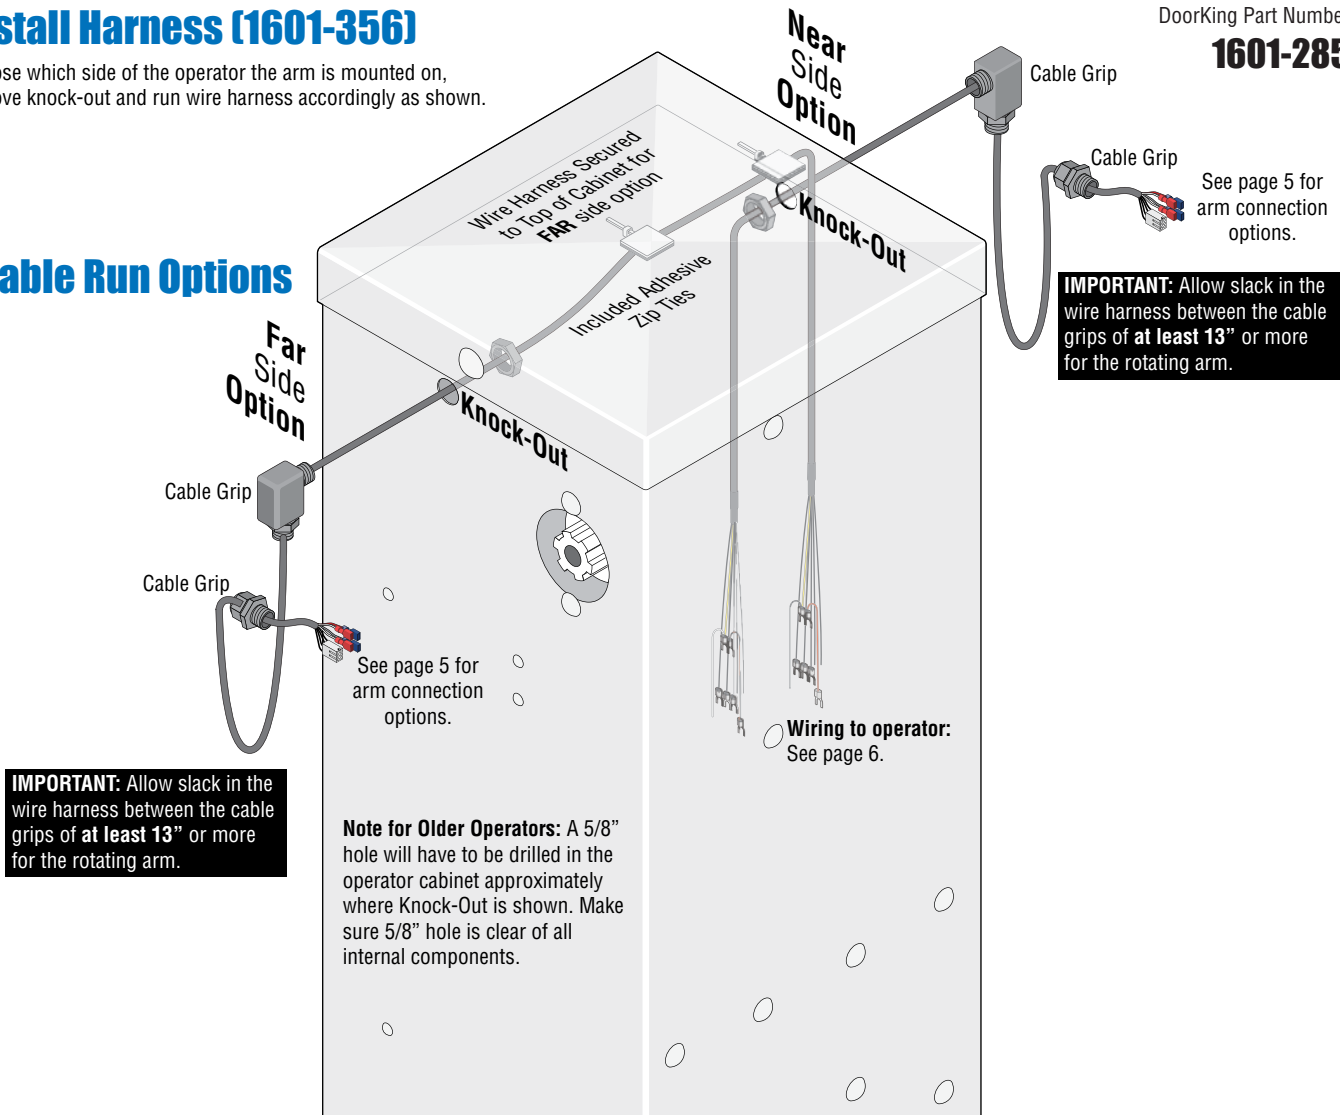 stall Harness (1601-356)
ose which side of the operator the arm is mounted on,
ove knock-out and run wire harness accordingly as shown.
DoorKing Part Numbe
1601-285
Near
Side
Option
Cable Grip
Cable Grip
See page 5 for
arm connection
options.
IMPORTANT: Allow slack in the
wire harness between the cable
grips of at least 13” or more
for the rotating arm.
Wire Harness Secured
to Top of Cabinet for
FAR side option
Knock-Out
Included Adhesive
Zip Ties
able Run Options
Far
Side
Option
Knock-Out
Cable Grip
Cable Grip
See page 5 for
arm connection
options.
IMPORTANT: Allow slack in the
wire harness between the cable
grips of at least 13” or more
for the rotating arm.
Wiring to operator:
See page 6.
Note for Older Operators: A 5/8”
hole will have to be drilled in the
operator cabinet approximately
where Knock-Out is shown. Make
sure 5/8” hole is clear of all
internal components.